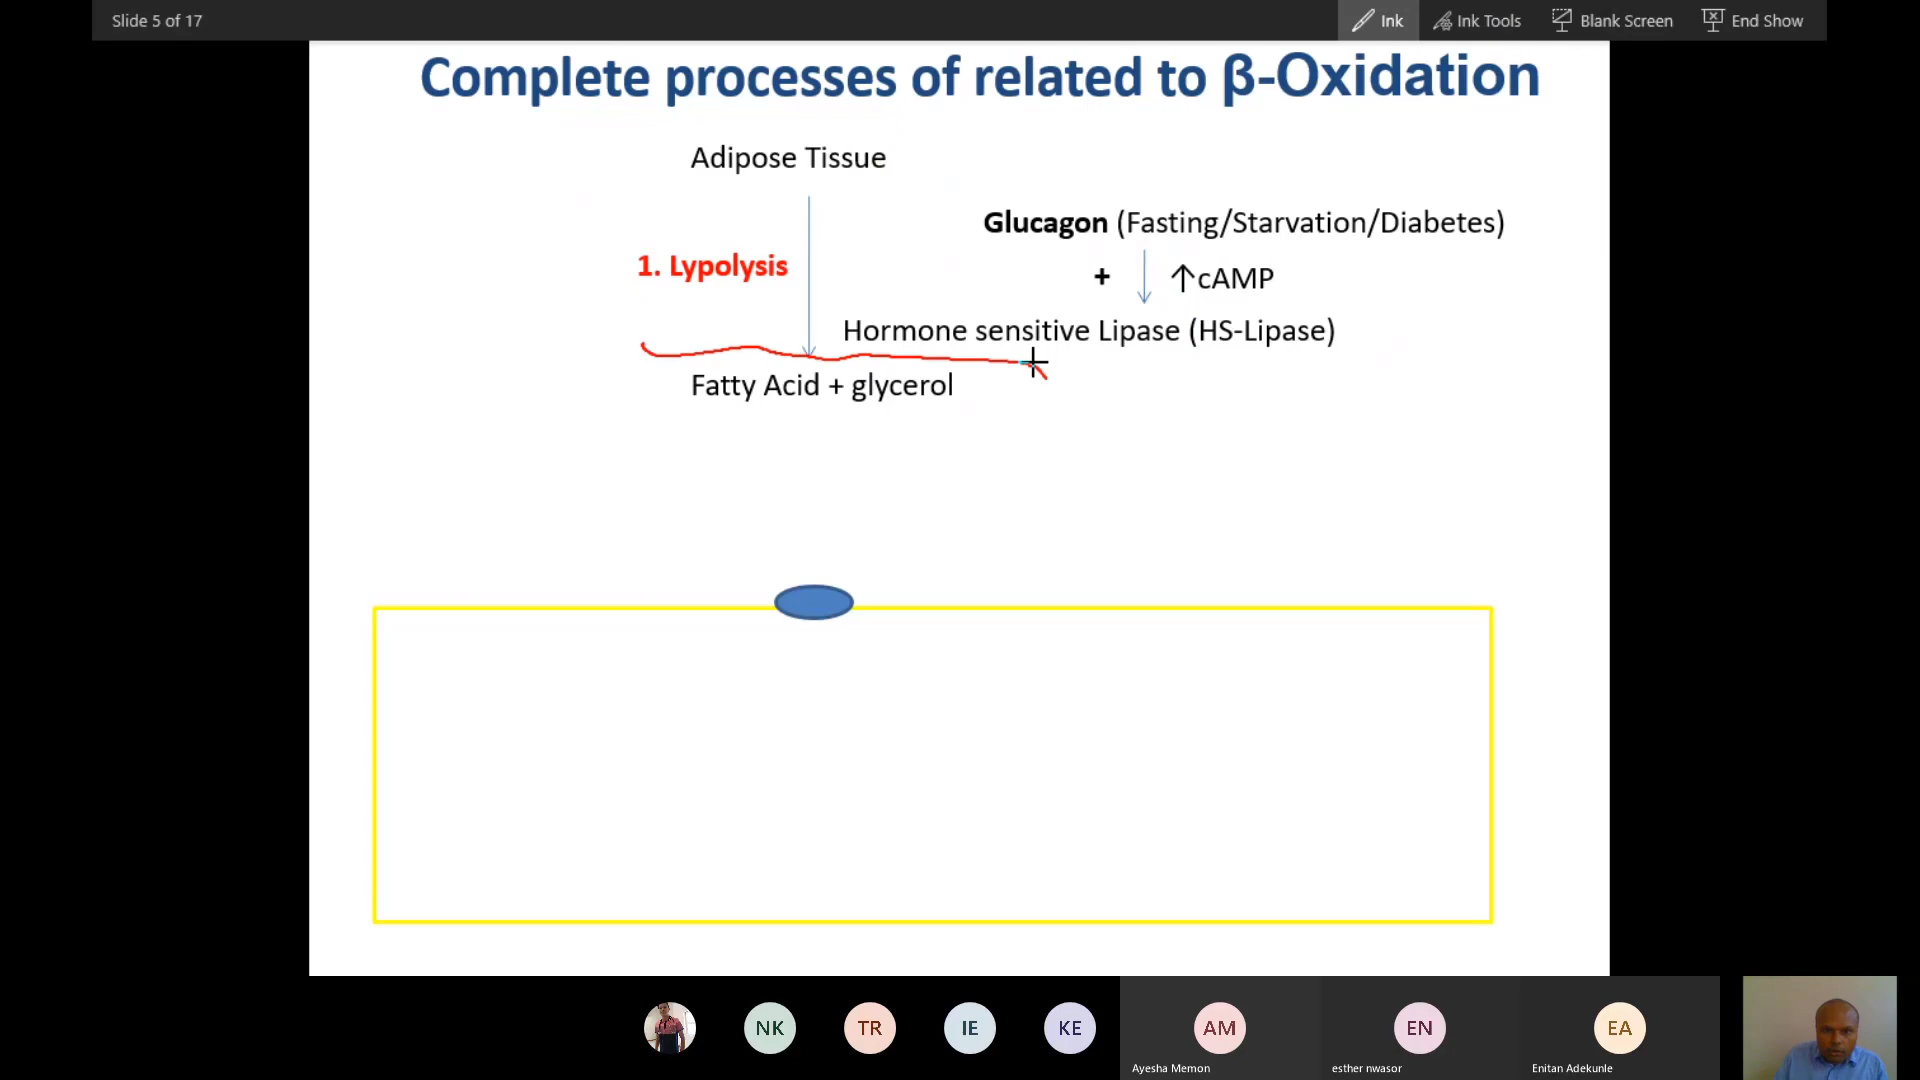 Slide 5 of 17
Ink
Ink Tools
Blank Screen
End Show
Complete processes of related to β-Oxidation
Adipose Tissue
Glucagon (Fasting/Starvation/Diabetes)
1. Lypolysis
+ ↑cAMP
Hormone sensitive Lipase (HS-Lipase)
Fatty Acid + glycerol
NK
TR
IE
KE
AM
EN
EA
Ayesha Memon
esther nwasor
Enitan Adekunle